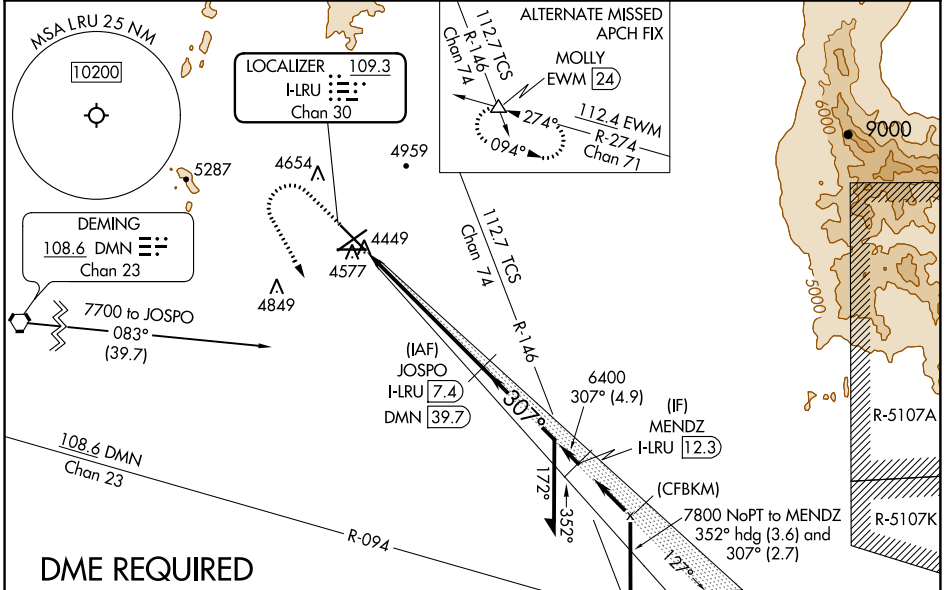 MSA LRU 25 NM
10200
5287
LOCALIZER 109.3
I-LRU
Chan 30
4654
4959
4449
4577
4849
DEMING
108.6 DMN
Chan 23
7700 to JOSPO
083°
(39.7)
112.7 TCS
R-146
Chan 74
ALTERNATE MISSED
APCH FIX
MOLLY
EWM 24
274°
094°
112.4 EWM
R-274
Chan 71
112.7 TCS
Chan 74
R-146
6000
9000
5000
R-5107A
R-5107K
(IAF)
JOSPO
I-LRU 7.4
DMN 39.7
307°
6400
307° (4.9)
(IF)
MENDZ
I-LRU 12.3
172°
352°
(CFBKM)
7800 NoPT to MENDZ
352° hdg (3.6) and
307° (2.7)
127°
108.6 DMN
Chan 23
R-094
DME REQUIRED